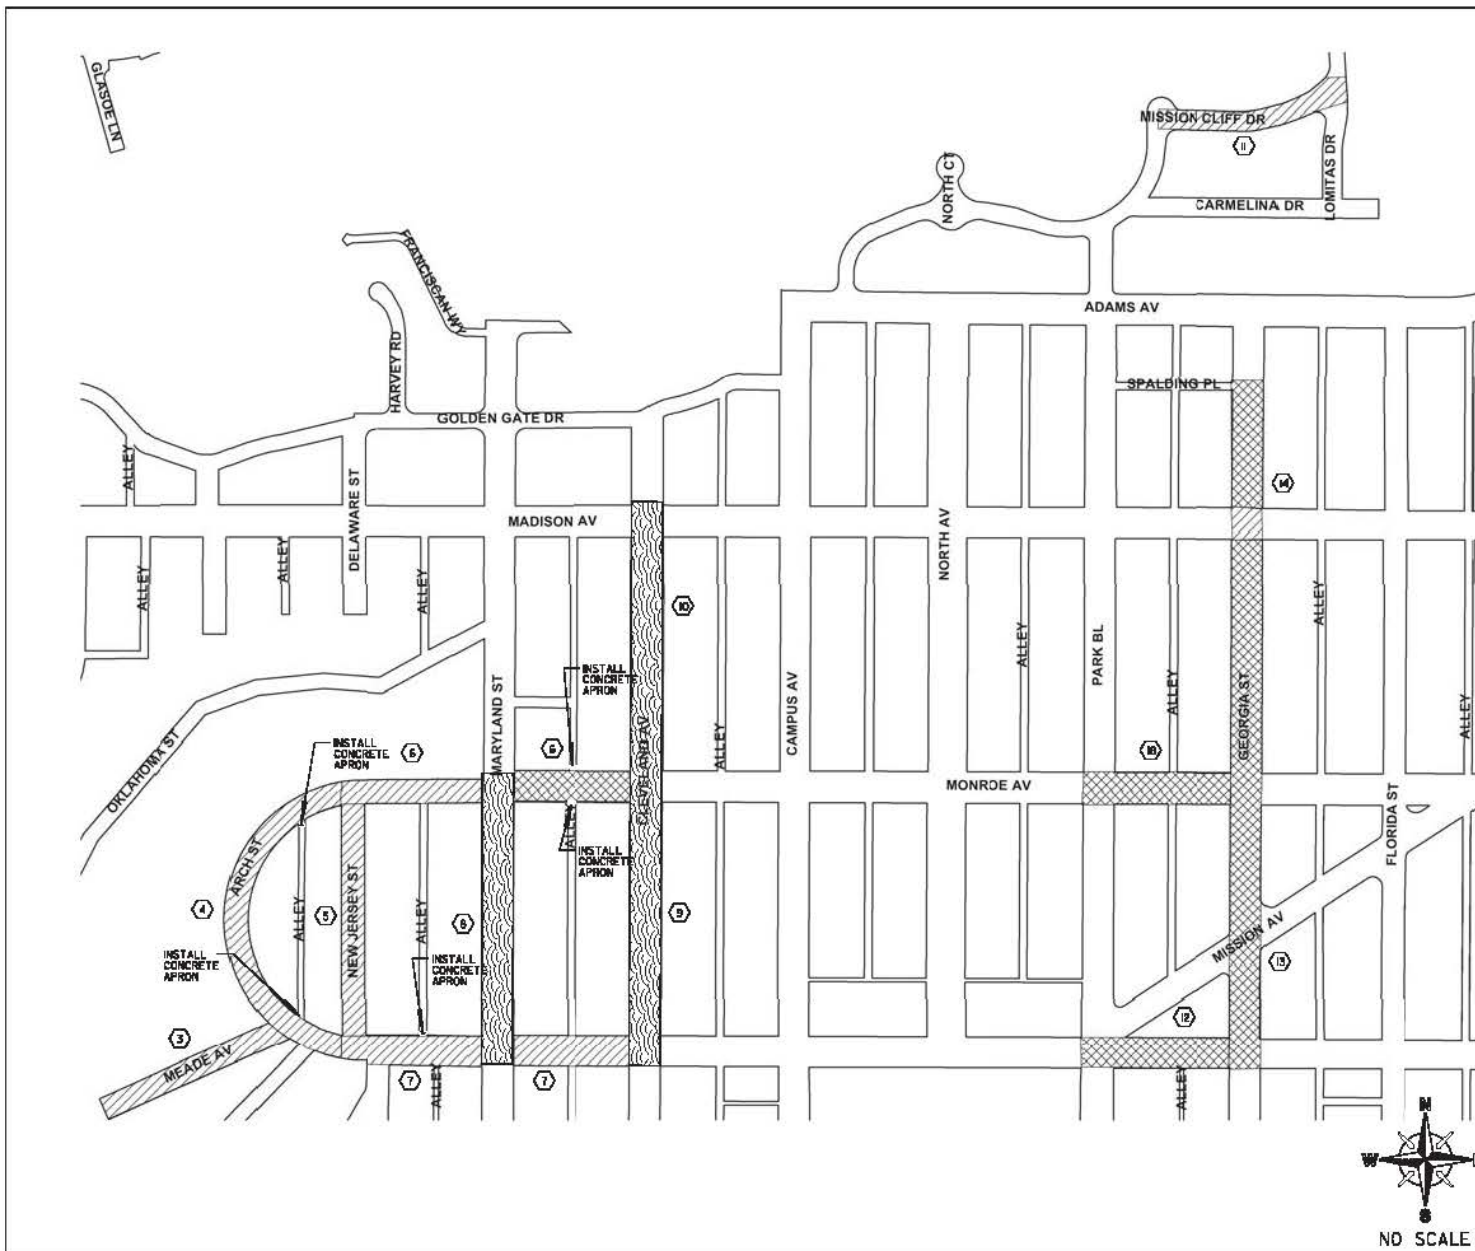 GLASOE LN
MISSION CLIFF DR
11
LOMITAS DR
NORTH CT
CARMELINA DR
FRANCISCAN WY
ADAMS AV
HARVEY RD
SPALDING PL
GOLDEN GATE DR
ALLEY
DELAWARE ST
14
MADISON AV
NORTH AV
ALLEY
ALLEY
ALLEY
10
ALLEY
ALLEY
PARK BL
ALLEY
GEORGIA ST
ALLEY
INSTALL
CONCRETE
APRON
MARYLAND ST
CAMPUS AV
CLEVELAND AV
ALLEY
OKLAHOMA ST
INSTALL
CONCRETE
APRON
6
6
18
MONROE AV
FLORIDA ST
ALLEY
INSTALL
CONCRETE
APRON
ARCH ST
4
ALLEY
5
NEW JERSEY ST
ALLEY
8
9
MISSION AV
13
INSTALL
CONCRETE
APRON
INSTALL
CONCRETE
APRON
12
3
MEADE AV
7
ALLEY
7
ALLEY
N
W
S
NO SCALE